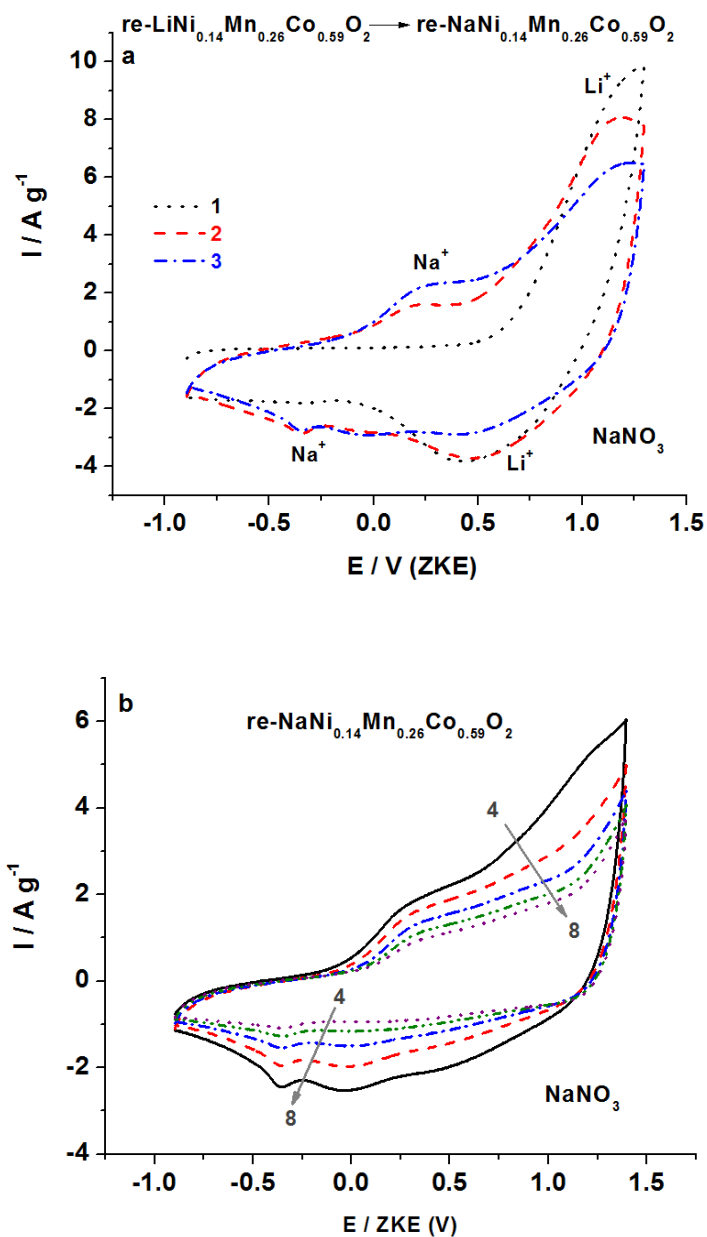 re-LiNi₀.₁₄Mn₀.₂₆Co₀.₅₉O₂ → re-NaNi₀.₁₄Mn₀.₂₆Co₀.₅₉O₂
a
10
8
6
4
2
0
-2
-4
I / A g⁻¹
1
2
3
Li⁺
Na⁺
Na⁺
Li⁺
NaNO₃
-1.0 -0.5 0.0 0.5 1.0 1.5
E / V (ZKE)
b
re-NaNi₀.₁₄Mn₀.₂₆Co₀.₅₉O₂
6
4
2
0
-2
-4
I / A g⁻¹
4
8
4
8
NaNO₃
-1.0 -0.5 0.0 0.5 1.0 1.5
E / ZKE (V)